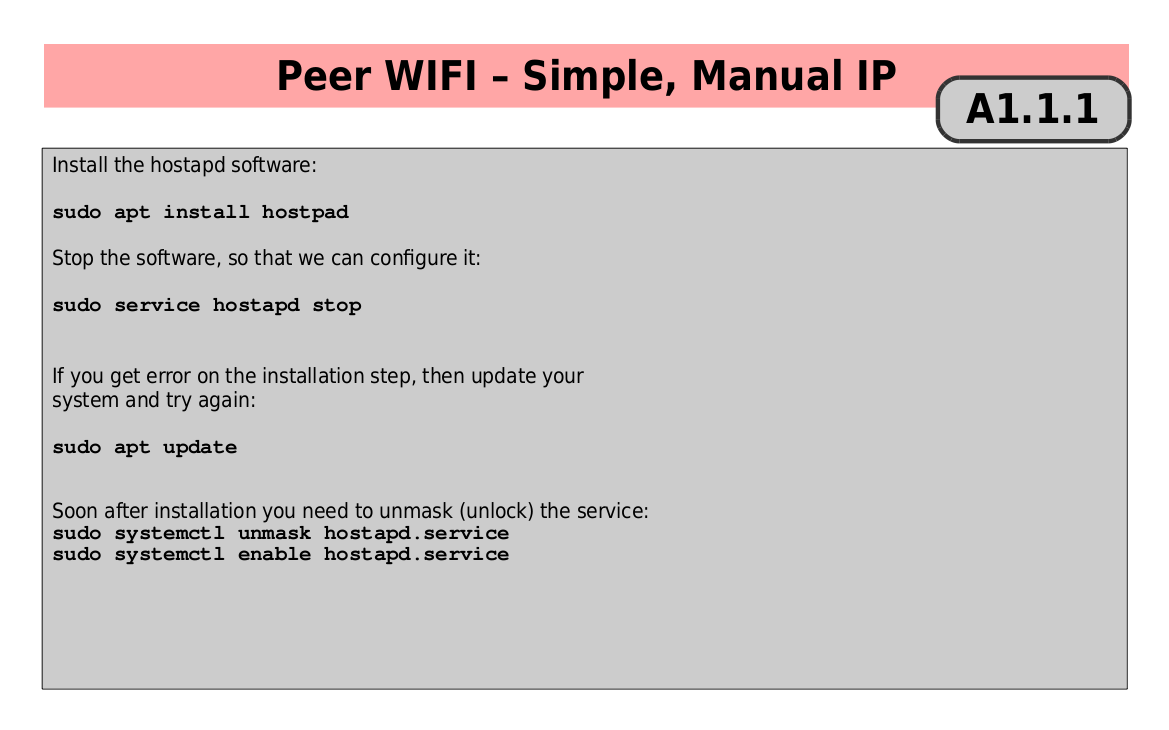 Peer WIFI – Simple, Manual IP
A1.1.1
Install the hostapd software:
sudo apt install hostpad
Stop the software, so that we can configure it:
sudo service hostapd stop
If you get error on the installation step, then update your
system and try again:
sudo apt update
Soon after installation you need to unmask (unlock) the service:
sudo systemctl unmask hostapd.service
sudo systemctl enable hostapd.service